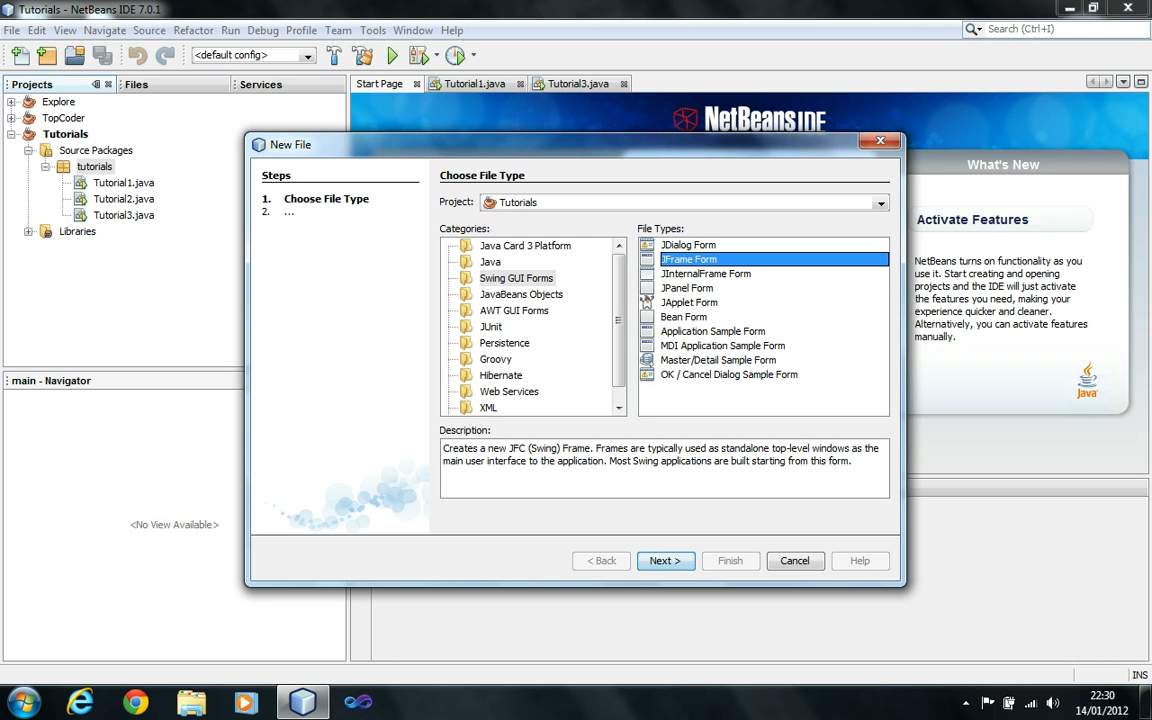 Tutorials - NetBeans IDE 7.0.1
File Edit View Navigate Source Refactor Run Debug Profile Team Tools Window Help
Search (Ctrl+I)
<default config>
Projects
Files
Services
Start Page
Tutorial1.java
Tutorial3.java
Explore
TopCoder
Tutorials
Source Packages
tutorials
Tutorial1.java
Tutorial2.java
Tutorial3.java
Libraries
main - Navigator
<No View Available>
NetBeans IDE
What's New
Activate Features
NetBeans turns on functionality as you
use it. Start creating and opening
projects and the IDE will just activate
the features you need, making your
experience quicker and cleaner.
Alternatively, you can activate features
manually.
Java
New File
Steps
1. Choose File Type
2. ...
Choose File Type
Project: Tutorials
Categories:
Java Card 3 Platform
Java
Swing GUI Forms
JavaBeans Objects
AWT GUI Forms
JUnit
Persistence
Groovy
Hibernate
Web Services
XML
File Types:
JDialog Form
JFrame Form
JInternalFrame Form
JPanel Form
JApplet Form
Bean Form
Application Sample Form
MDI Application Sample Form
Master/Detail Sample Form
OK / Cancel Dialog Sample Form
Description:
Creates a new JFC (Swing) Frame. Frames are typically used as standalone top-level windows as the
main user interface to the application. Most Swing applications are built starting from this form.
< Back
Next >
Finish
Cancel
Help
INS
22:30
14/01/2012